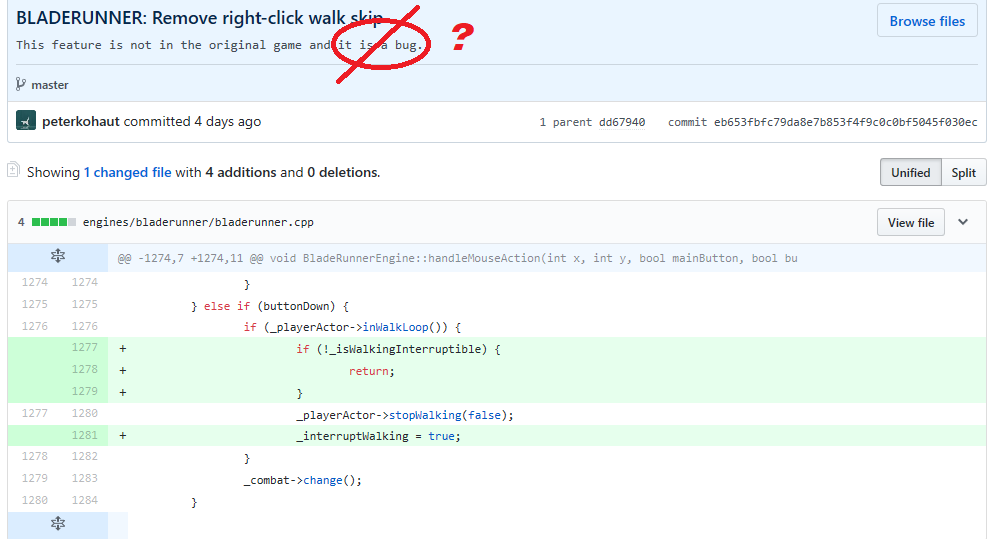 BLADERUNNER: Remove right-click walk skip
Browse files
This feature is not in the original game and it is a bug.
?
master
peterkohaut committed 4 days ago
1 parent dd67940 commit eb653fbfc79da8e7b853f4f9c0c0bf5045f030ec
Showing 1 changed file with 4 additions and 0 deletions.
Unified Split
4 engines/bladerunner/bladerunner.cpp
View file
@@ -1274,7 +1274,11 @@ void BladeRunnerEngine::handleMouseAction(int x, int y, bool mainButton, bool bu
1274 1274 }
1275 1275 } else if (buttonDown) {
1276 1276 if (_playerActor->inWalkLoop()) {
1277 + if (!_isWalkingInterruptible) {
1278 + return;
1279 + }
1277 1280 _playerActor->stopWalking(false);
1281 + _interruptWalking = true;
1278 1282 }
1279 1283 _combat->change();
1280 1284 }